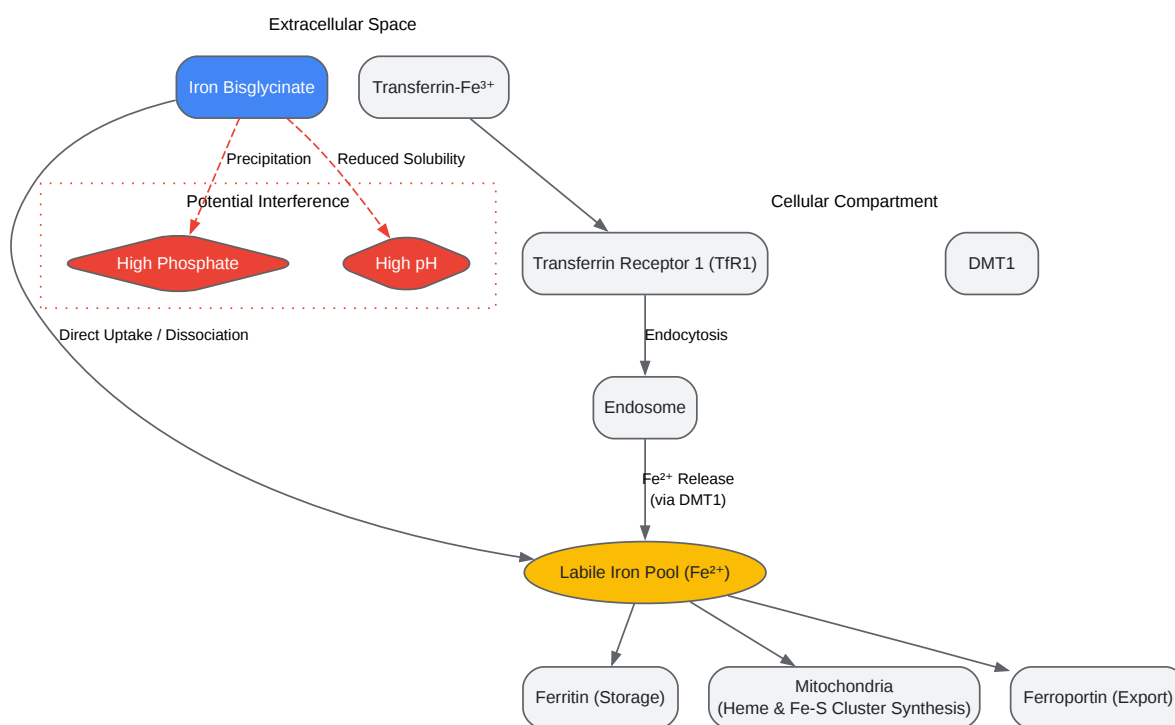 Extracellular Space
Iron Bisglycinate
Transferrin-Fe³⁺
Precipitation
Reduced Solubility
Potential Interference
Cellular Compartment
High Phosphate
High pH
Transferrin Receptor 1 (TfR1)
DMT1
Direct Uptake / Dissociation
Endocytosis
Endosome
Fe²⁺ Release
(via DMT1)
Labile Iron Pool (Fe²⁺)
Ferritin (Storage)
Mitochondria
(Heme & Fe-S Cluster Synthesis)
Ferroportin (Export)